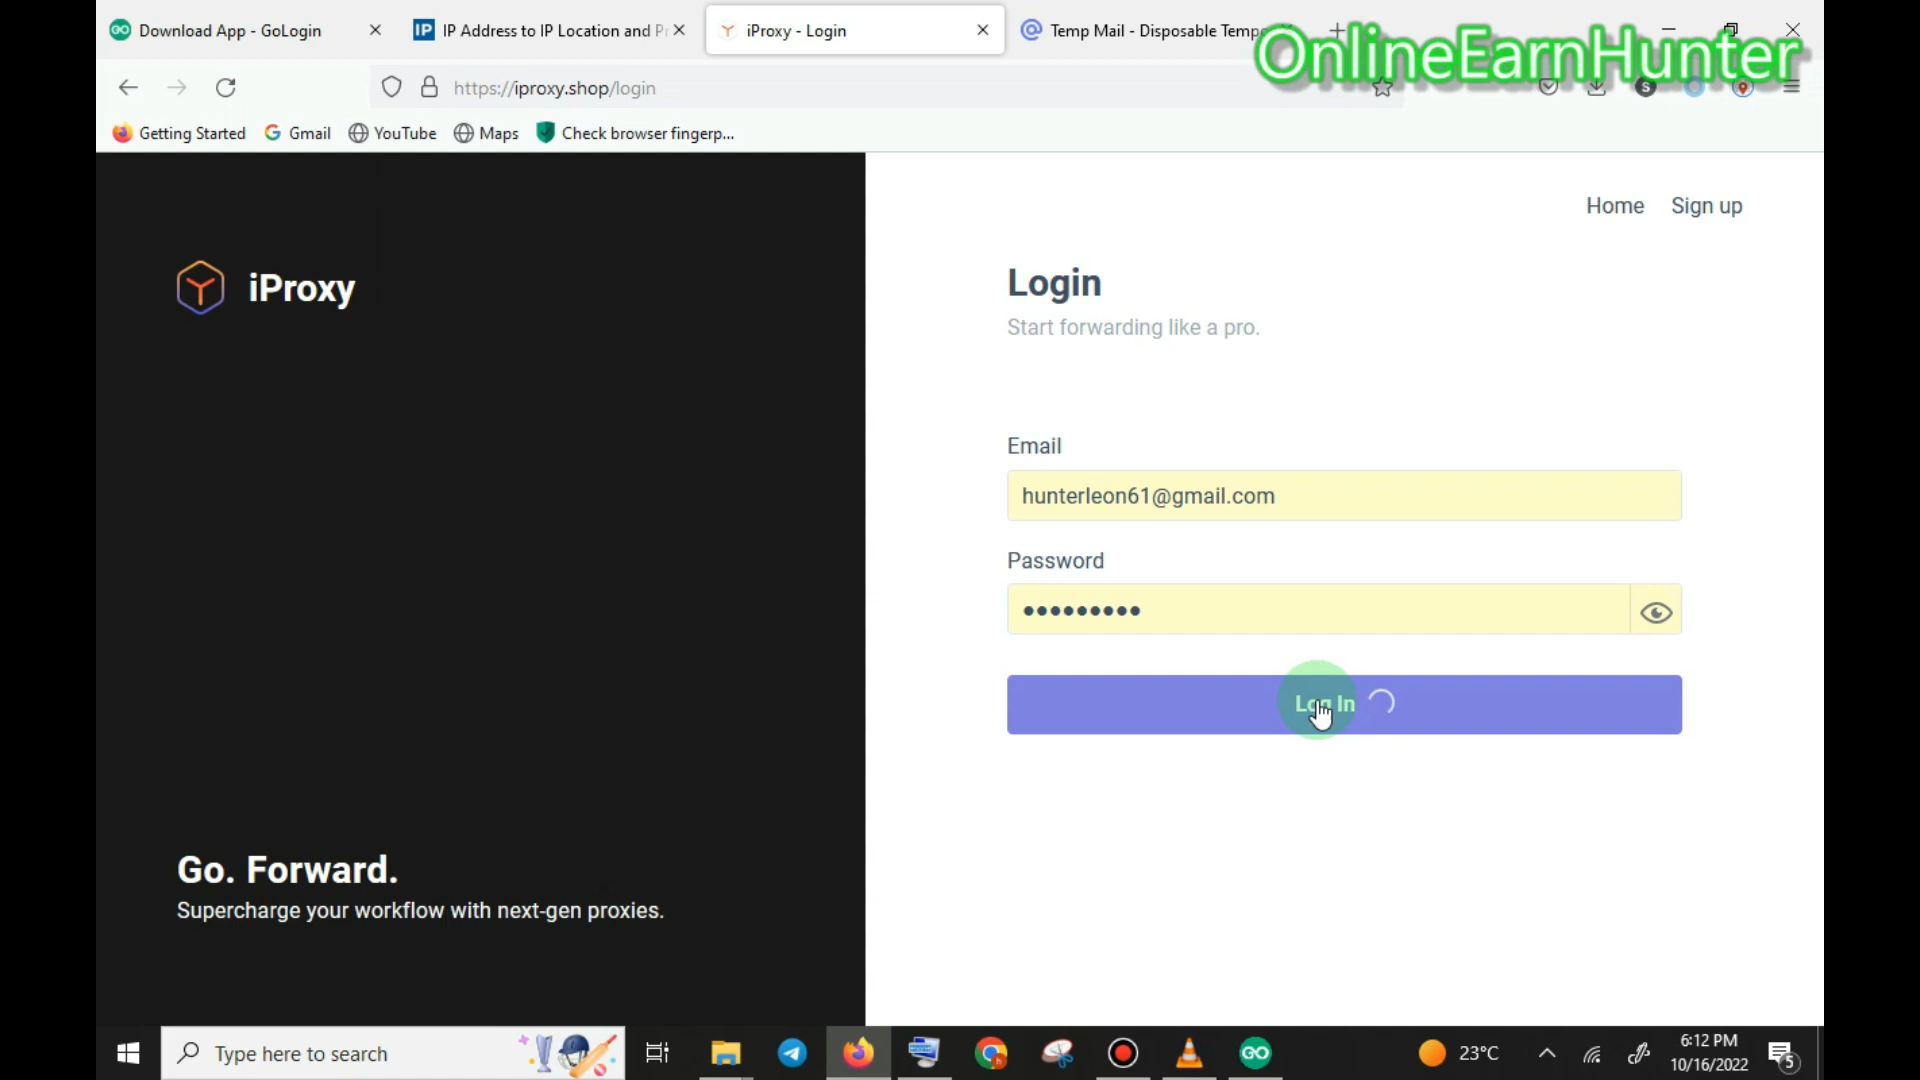 Download App - GoLogin
IP Address to IP Location and Pr
iProxy - Login
Temp Mail - Disposable Tempo
OnlineEarnHunter
https://iproxy.shop/login
Getting Started
Gmail
YouTube
Maps
Check browser fingerp...
Home
Sign up
iProxy
Login
Start forwarding like a pro.
Email
hunterleon61@gmail.com
Password
Log In
Go. Forward.
Supercharge your workflow with next-gen proxies.
Type here to search
23°C
6:12 PM
10/16/2022
5